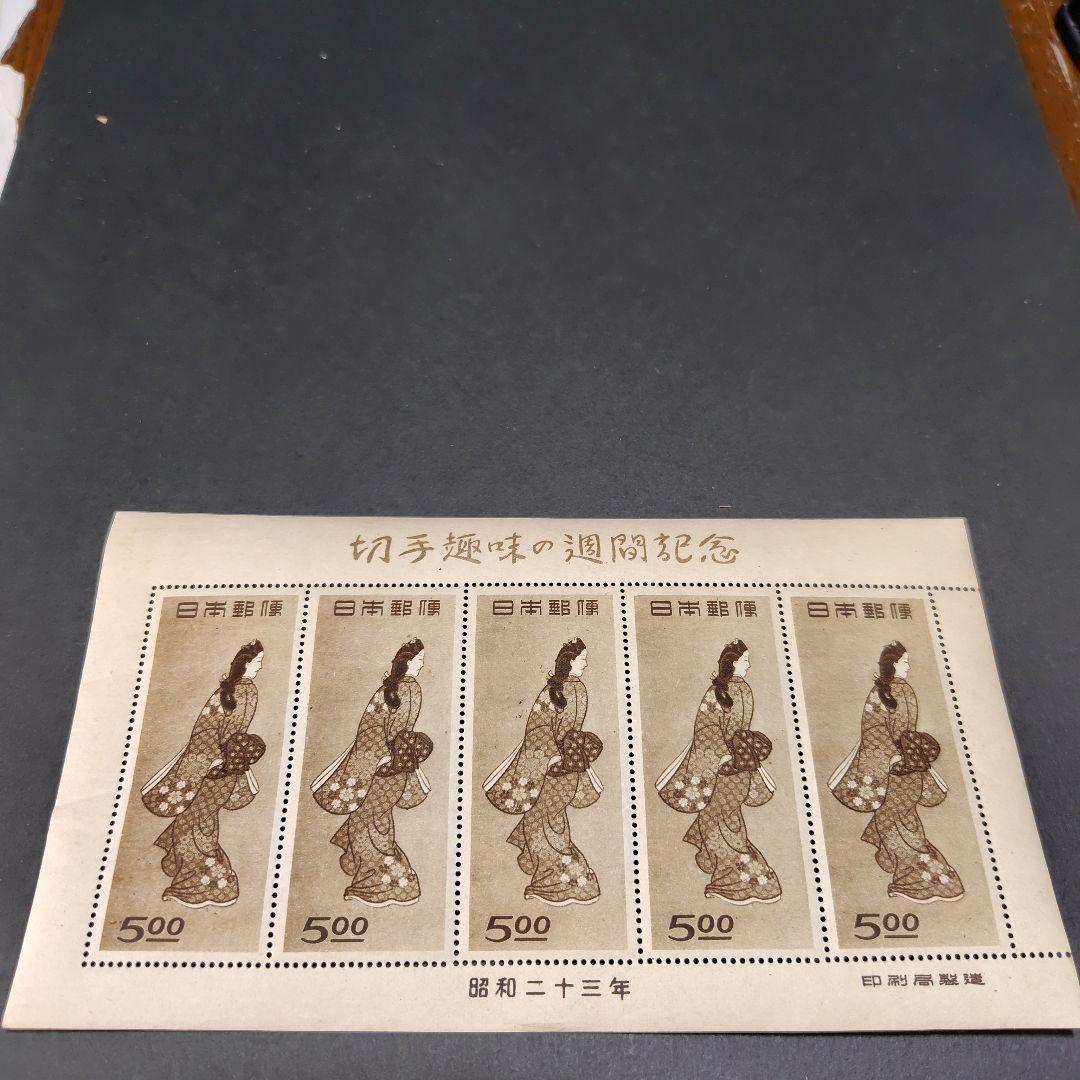 切手趣味の週間記念
日本郵便 日本郵便 日本郵便 日本郵便 日本郵便
5.00 5.00 5.00 5.00 5.00
昭和二十三年
印刷局製造